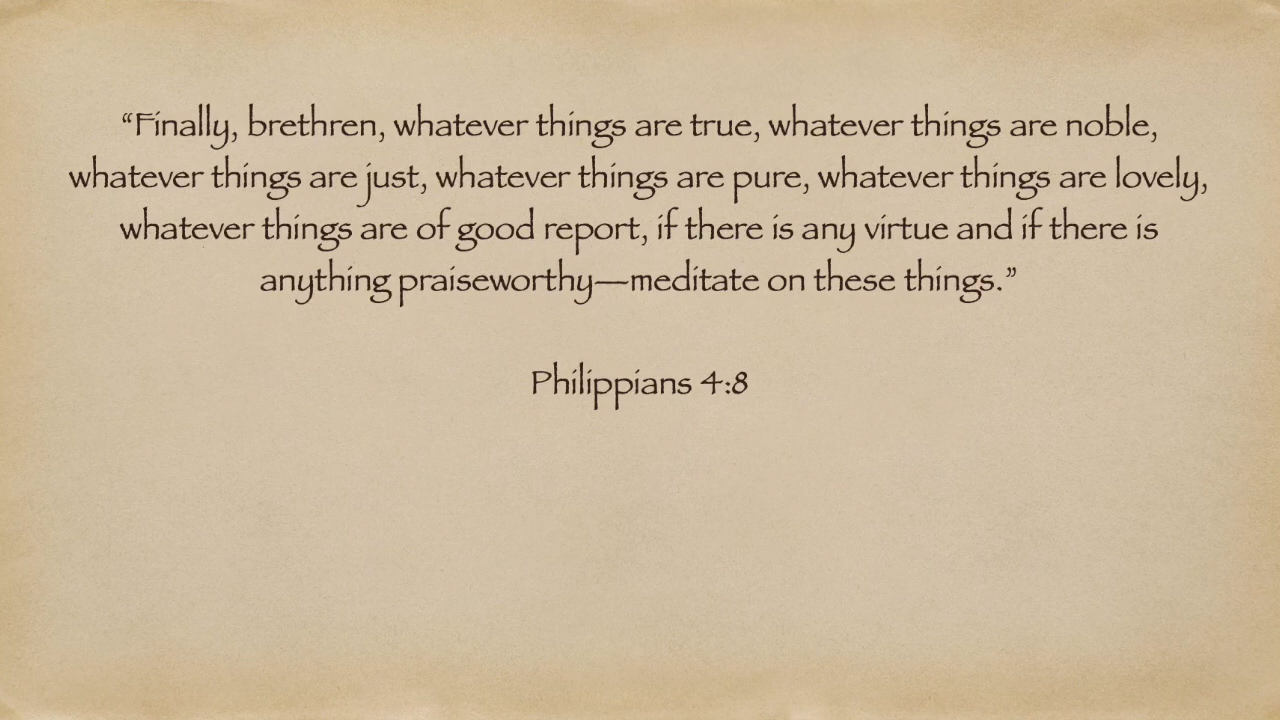 “Finally, brethren, whatever things are true, whatever things are noble,
whatever things are just, whatever things are pure, whatever things are lovely,
whatever things are of good report, if there is any virtue and if there is
anything praiseworthy—meditate on these things.”
Philippians 4:8